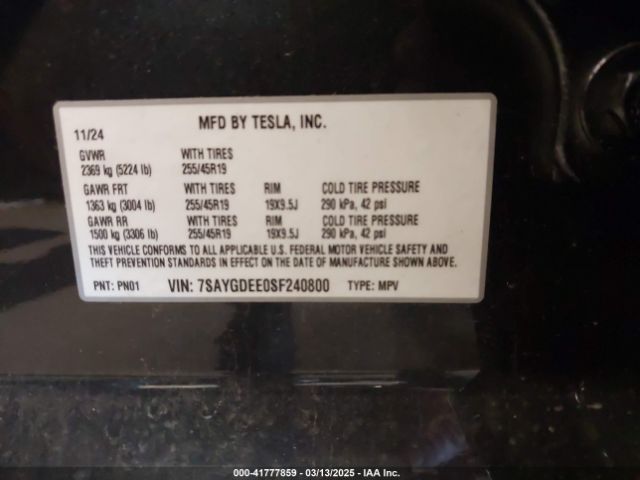 MFD BY TESLA, INC.
11/24
GVWR WITH TIRES
2369 kg (5224 lb) 255/45R19
GAWR FRT WITH TIRES RIM COLD TIRE PRESSURE
1363 kg (3004 lb) 255/45R19 19X9.5J 290 kPa, 42 psi
GAWR RR WITH TIRES RIM COLD TIRE PRESSURE
1500 kg (3306 lb) 255/45R19 19X9.5J 290 kPa, 42 psi
THIS VEHICLE CONFORMS TO ALL APPLICABLE U.S. FEDERAL MOTOR VEHICLE SAFETY AND
THEFT PREVENTION STANDARDS IN EFFECT ON THE DATE OF MANUFACTURE SHOWN ABOVE.
PNT: PN01 VIN: 7SAYGDEE0SF240800 TYPE: MPV
000-41777859 - 03/13/2025 - IAA Inc.